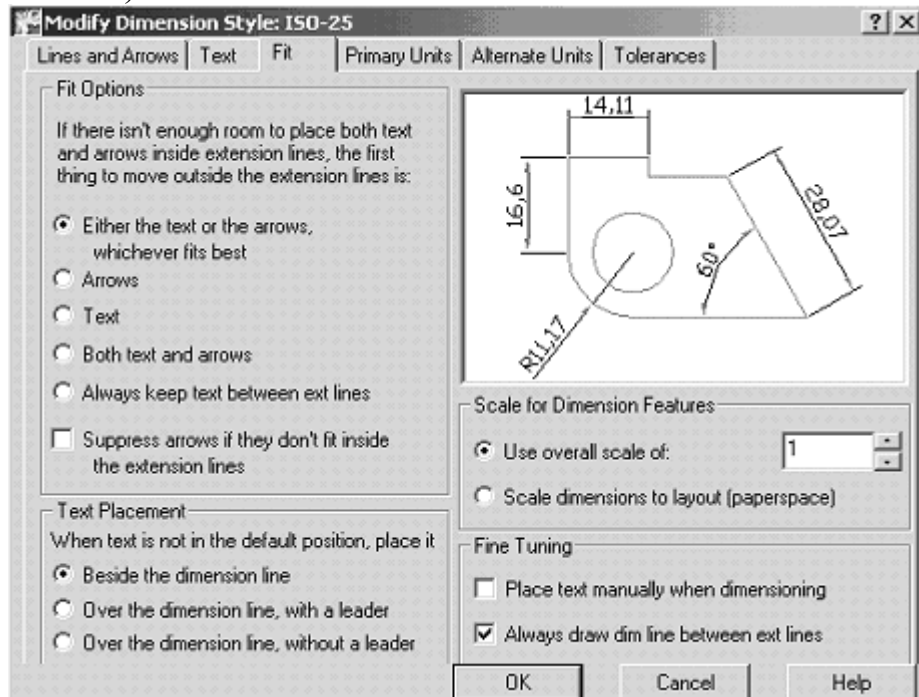 Modify Dimension Style: ISO-25
Lines and Arrows
Text
Fit
Primary Units
Alternate Units
Tolerances
Fit Options
If there isn't enough room to place both text
and arrows inside extension lines, the first
thing to move outside the extension lines is:
Either the text or the arrows,
whichever fits best
Arrows
Text
Both text and arrows
Always keep text between ext lines
Suppress arrows if they don't fit inside
the extension lines
Text Placement
When text is not in the default position, place it
Beside the dimension line
Over the dimension line, with a leader
Over the dimension line, without a leader
14,11
16,6
28,07
60°
R11,17
Scale for Dimension Features
Use overall scale of:
1
Scale dimensions to layout (paperspace)
Fine Tuning
Place text manually when dimensioning
Always draw dim line between ext lines
OK
Cancel
Help